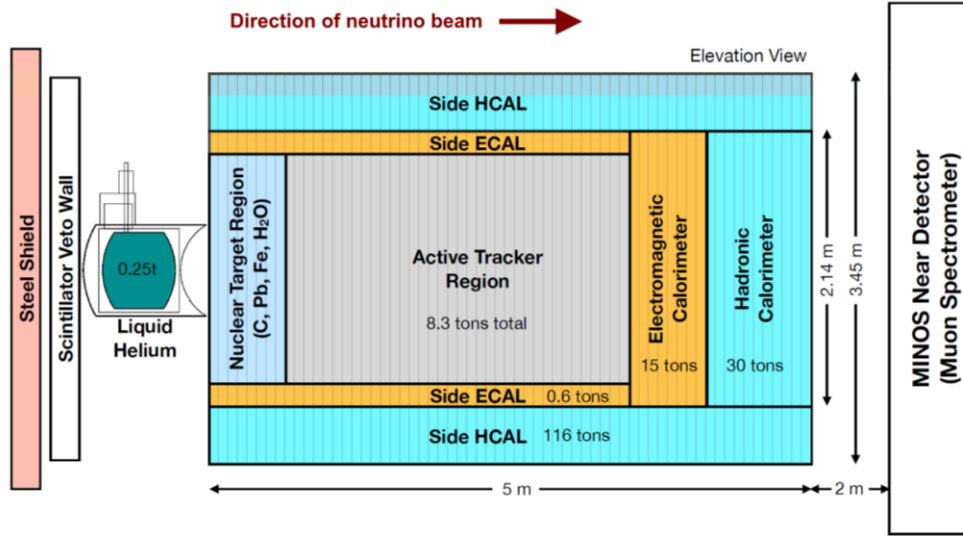 Direction of neutrino beam
Elevation View
Steel Shield
Scintillator Veto Wall
0.25t
Liquid
Helium
Side HCAL
Side ECAL
Nuclear Target Region
(C, Pb, Fe, H₂O)
Active Tracker
Region
8.3 tons total
Electromagnetic
Calorimeter
15 tons
Hadronic
Calorimeter
30 tons
Side ECAL 0.6 tons
Side HCAL 116 tons
2.14 m
3.45 m
5 m
2 m
MINOS Near Detector
(Muon Spectrometer)